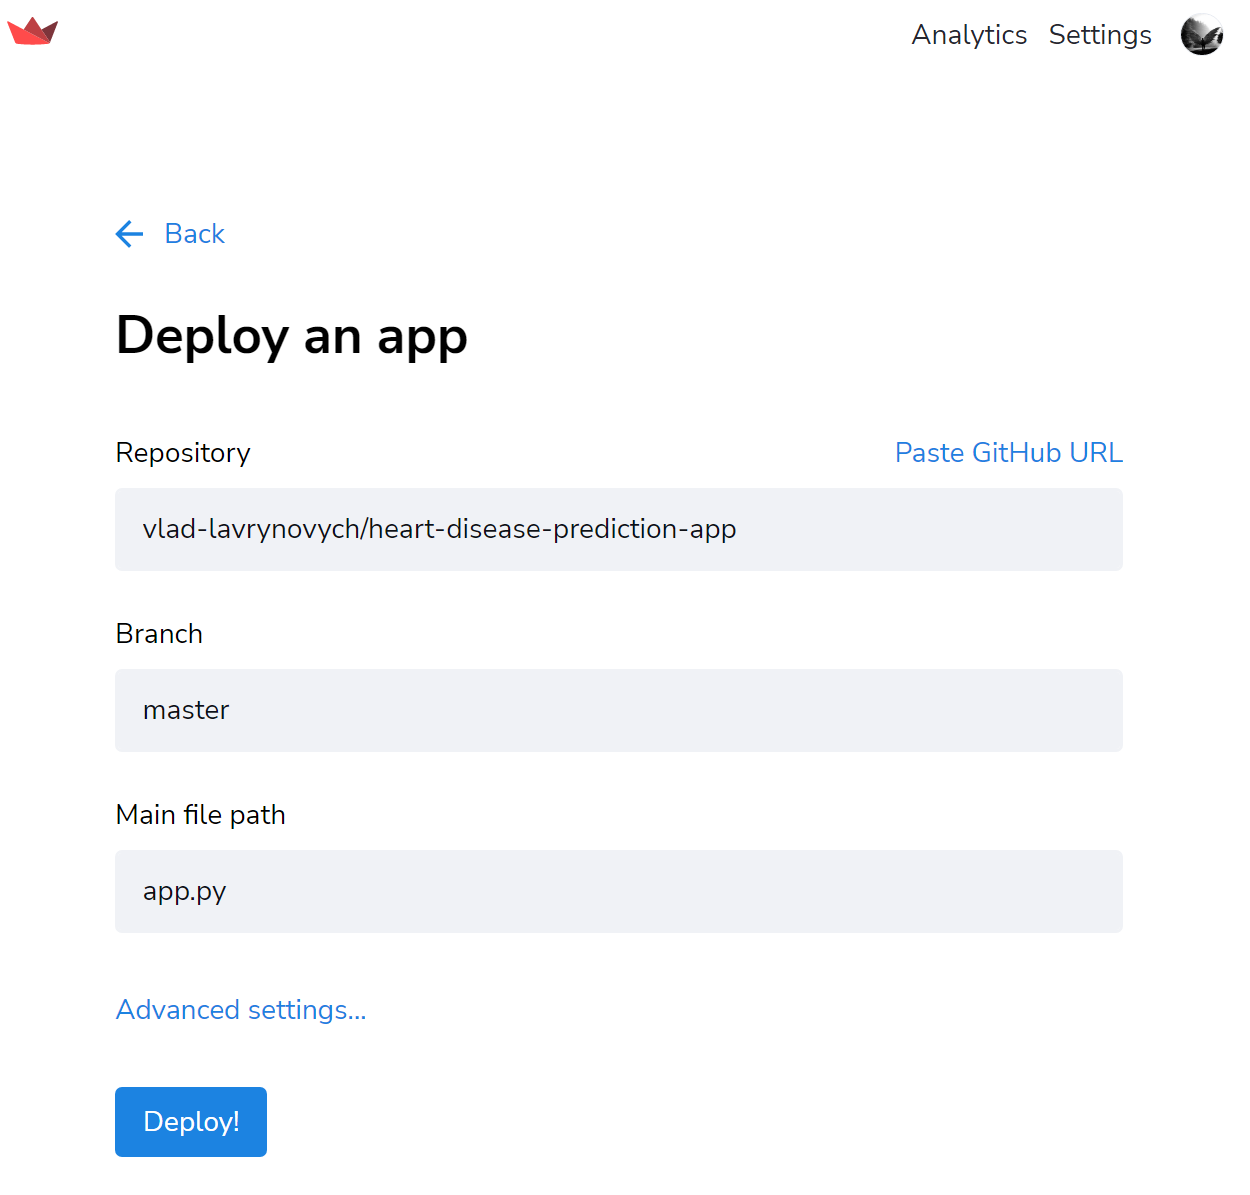 Analytics Settings
Back
Deploy an app
Repository Paste GitHub URL
vlad-lavrynovych/heart-disease-prediction-app
Branch
master
Main file path
app.py
Advanced settings...
Deploy!